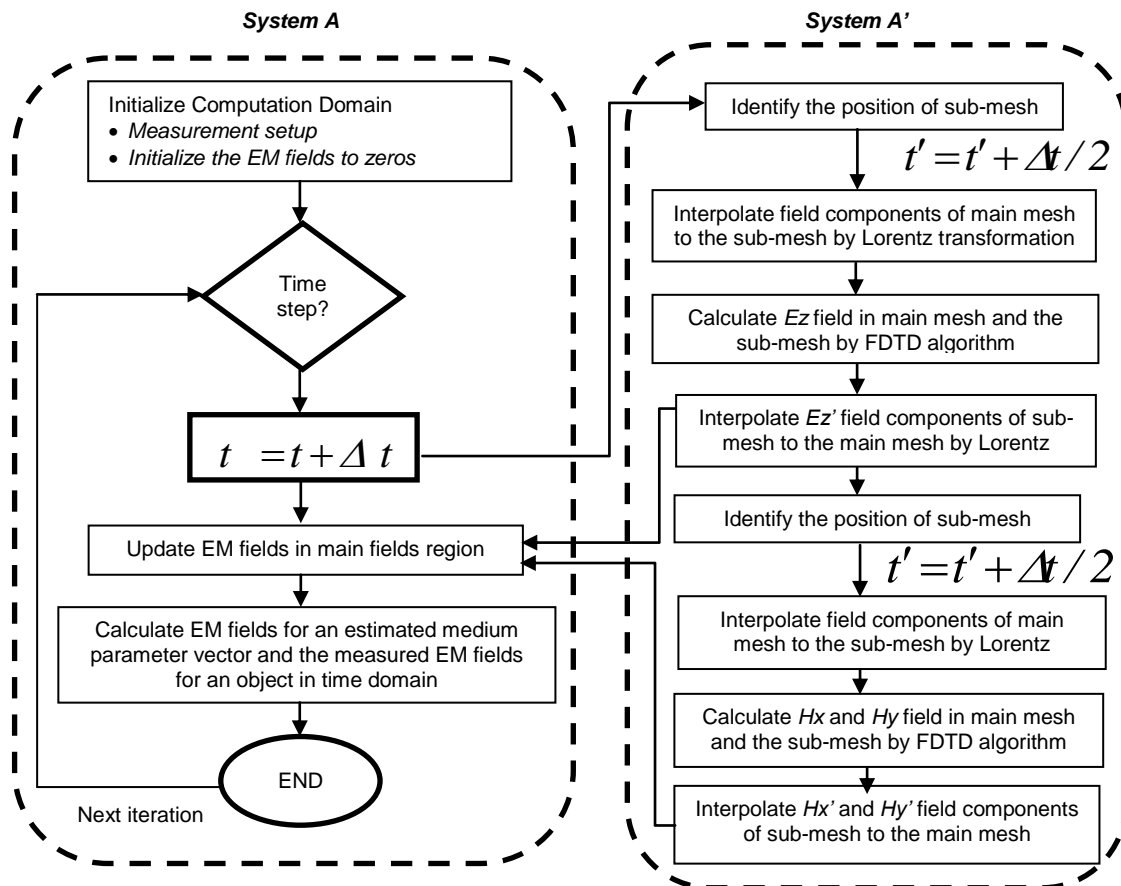 System A
Initialize Computation Domain
• Measurement setup
• Initialize the EM fields to zeros
Time
step?
t = t + Δ t
Update EM fields in main fields region
Calculate EM fields for an estimated medium
parameter vector and the measured EM fields
for an object in time domain
END
Next iteration
System A’
Identify the position of sub-mesh
t' = t' + Δt / 2
Interpolate field components of main mesh
to the sub-mesh by Lorentz transformation
Calculate Ez field in main mesh and the
sub-mesh by FDTD algorithm
Interpolate Ez’ field components of sub-
mesh to the main mesh by Lorentz
Identify the position of sub-mesh
t' = t' + Δt / 2
Interpolate field components of main
mesh to the sub-mesh by Lorentz
Calculate Hx and Hy field in main mesh
and the sub-mesh by FDTD algorithm
Interpolate Hx’ and Hy’ field components
of sub-mesh to the main mesh